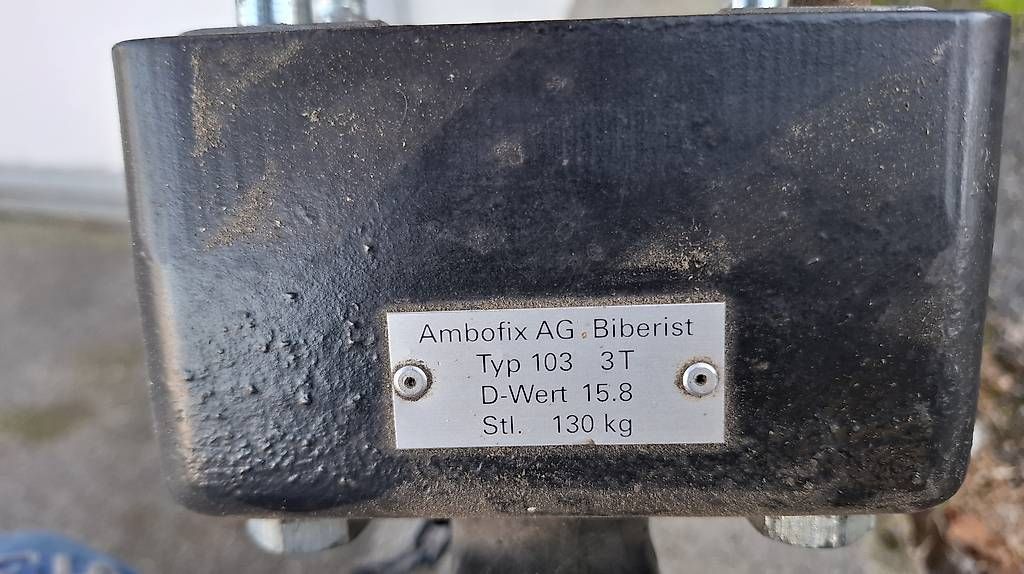 Ambofix AG Biberist
Typ 103 3T
D-Wert 15.8
Stl. 130 kg